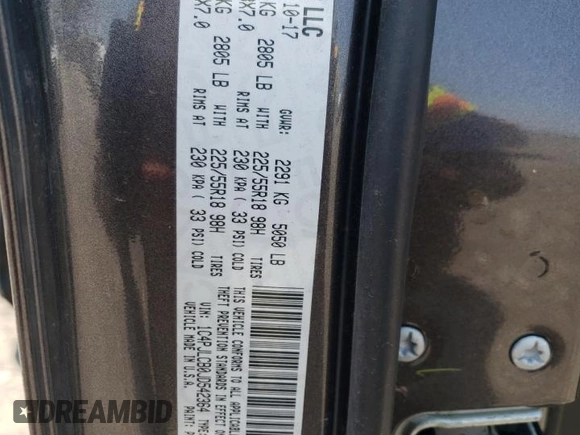 LLC
10-17
GVWR: 2291 KG 5050 LB
KG 2805 LB WITH 225/55R18 98H TIRES
X7.0 RIMS AT 230 KPA ( 33 PSI) COLD
KG 2805 LB WITH 225/55R18 98H TIRES
X7.0 RIMS AT 230 KPA ( 33 PSI) COLD
THIS VEHICLE CONFORMS TO ALL APPLICABLE
THEFT PREVENTION STANDARDS IN EFFECT ON
VIN:
VEHICLE MADE IN U.S.A. PAINT:
DREAMBID